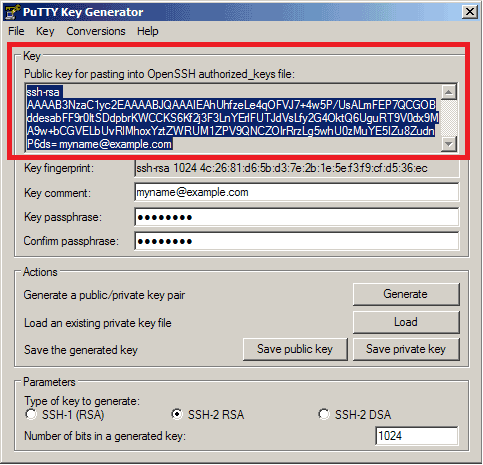 PuTTY Key Generator
File Key Conversions Help
Key
Public key for pasting into OpenSSH authorized_keys file:
ssh-rsa
AAAAB3NzaC1yc2EAAAABJQAAAIEAhUhfzeLe4qOFVJ7+4w5P/UsALmFEP7QCGOB
ddesabFF9r0ItSDdpbrKWCCKS6Kf2j3F3LnYErlFUTJdVsLfy2G4OktQ6UguRT9V0dx9M
A9w+bCGVELbUvRlMhoxYztZWRUM1ZPV9QNCZOlrRrzLg5whU0zMuYE5IZu8Zudn
P6ds= myname@example.com
Key fingerprint: ssh-rsa 1024 4c:26:81:d6:5b:d3:7e:2b:1e:5e:f3:f9:cf:d5:36:ec
Key comment: myname@example.com
Key passphrase: ●●●●●●●●
Confirm passphrase: ●●●●●●●●
Actions
Generate a public/private key pair Generate
Load an existing private key file Load
Save the generated key Save public key Save private key
Parameters
Type of key to generate:
SSH-1 (RSA) SSH-2 RSA SSH-2 DSA
Number of bits in a generated key: 1024